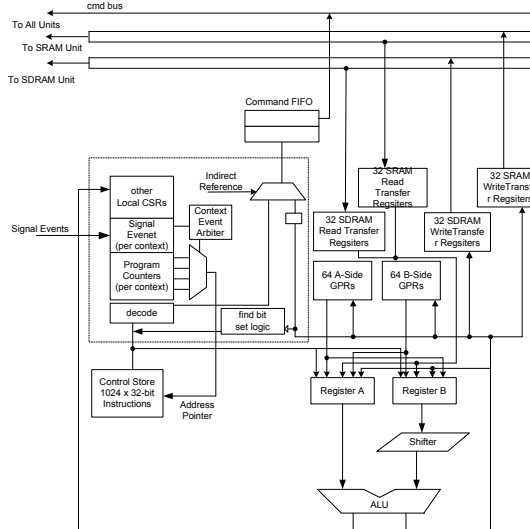 cmd bus
To All Units
To SRAM Unit
To SDRAM Unit
Command FIFO
Indirect
Reference
other
Local CSRs
Signal Events
Signal
Evenet
(per context)
Context
Event
Arbiter
Program
Counters
(per context)
decode
find bit
set logic
Control Store
1024 x 32-bit
Instructions
Address
Pointer
32 SRAM
Read
Transfer
Regsiters
32 SRAM
WriteTransfe
r Regsiters
32 SDRAM
Read Transfer
Regsiters
32 SDRAM
WriteTransfe
r Regsiters
64 A-Side
GPRs
64 B-Side
GPRs
Register A
Register B
Shifter
ALU